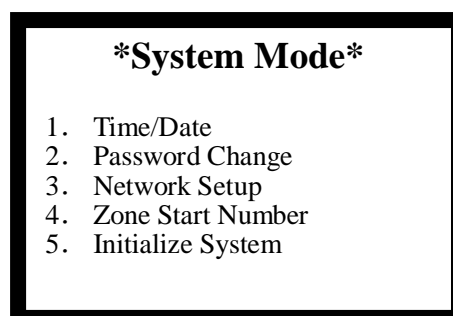 *System Mode*
1. Time/Date
2. Password Change
3. Network Setup
4. Zone Start Number
5. Initialize System